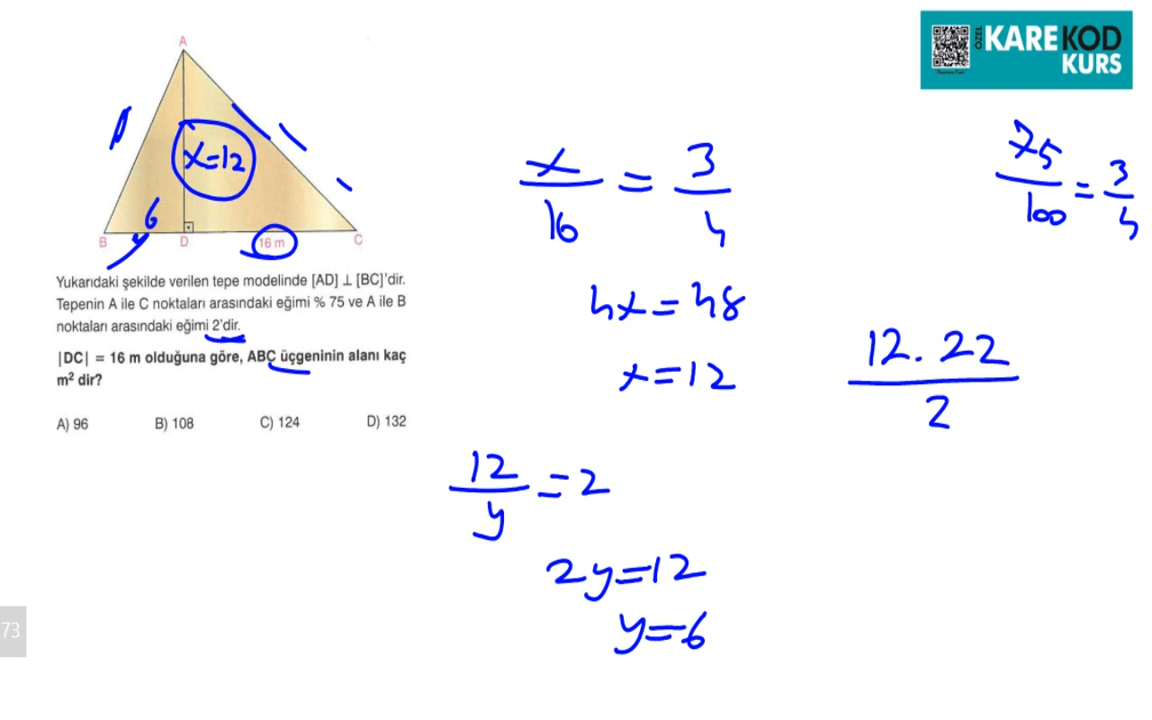 ÖZEL
KAREKOD
KURS
A
x=12
6
B
D
16 m
C
Yukarıdaki şekilde verilen tepe modelinde [AD] ⊥ [BC]'dir.
Tepenin A ile C noktaları arasındaki eğimi % 75 ve A ile B
noktaları arasındaki eğimi 2'dir.
|DC| = 16 m olduğuna göre, ABC üçgeninin alanı kaç
m² dir?
A) 96 B) 108 C) 124 D) 132
x/16 = 3/4
4x=48
x=12
75/100 = 3/4
12.22/2
12/y = 2
2y=12
y=6
73